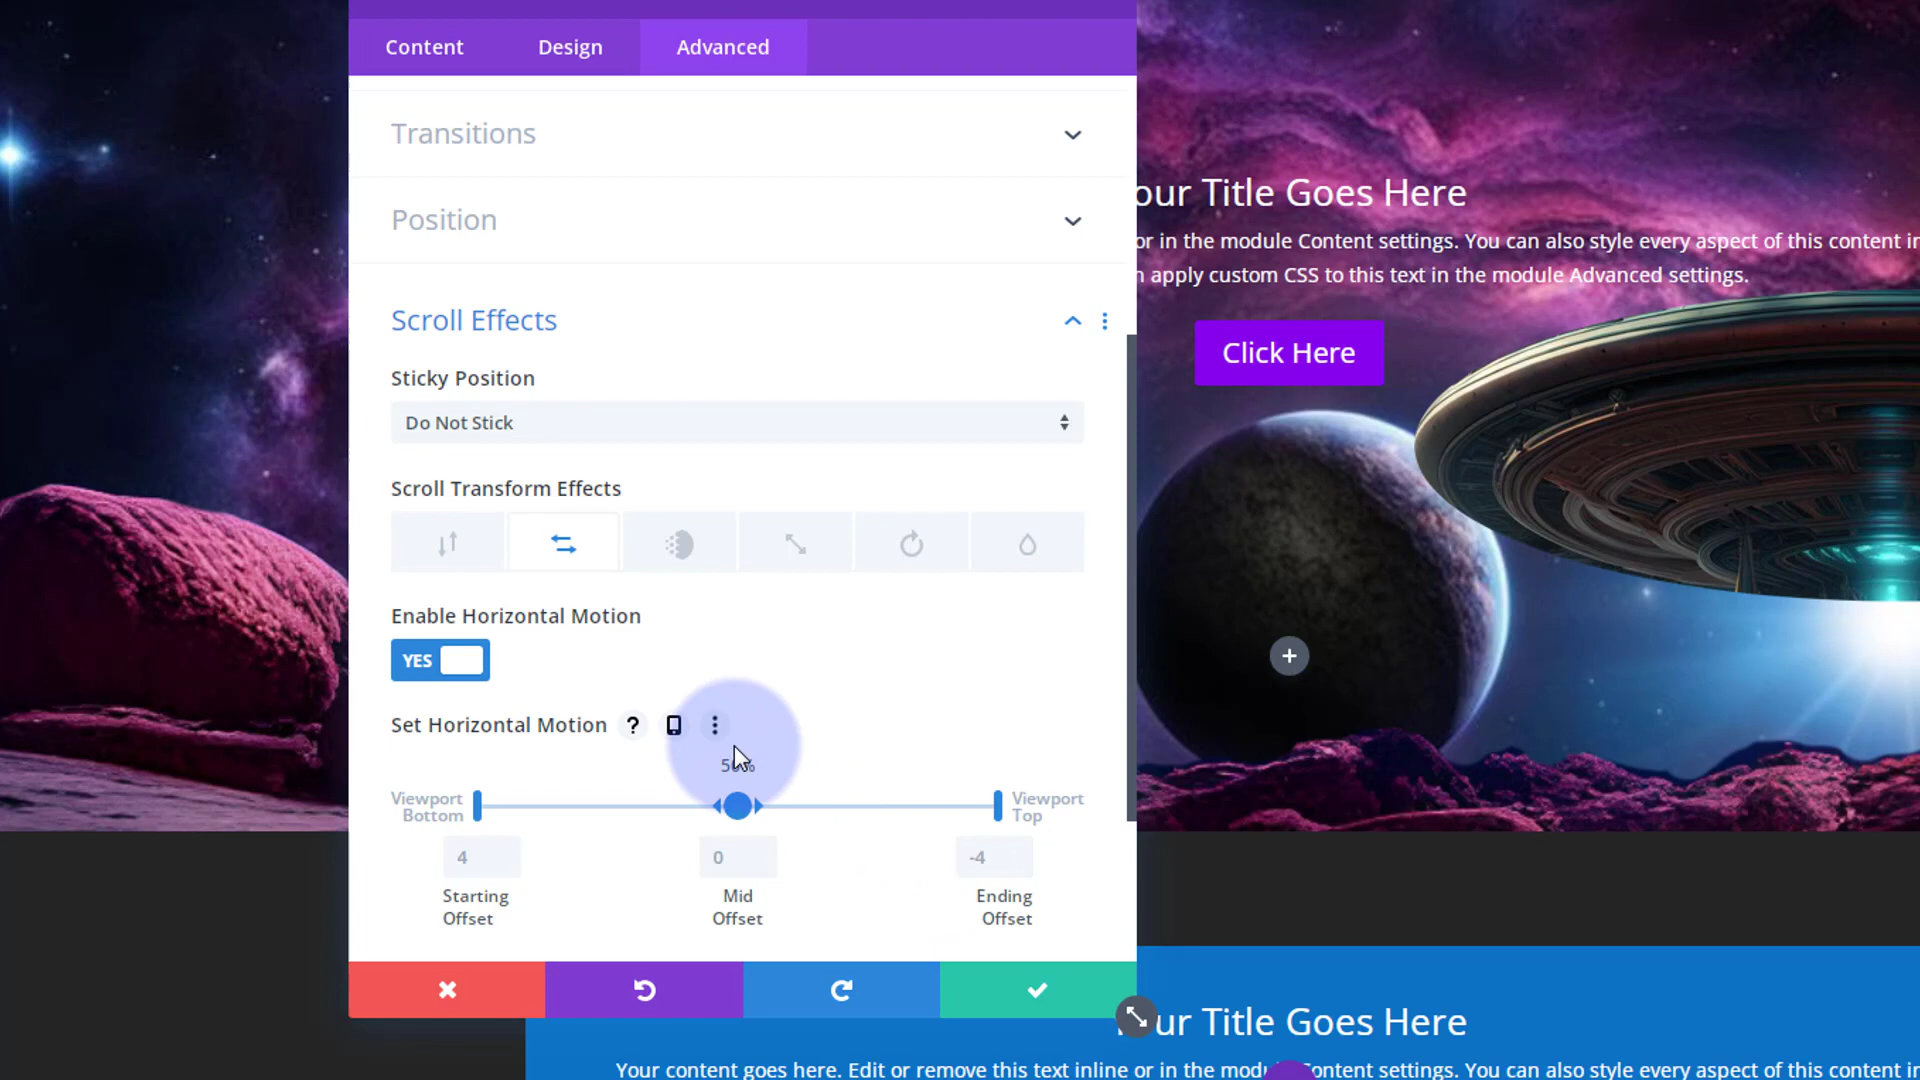 Content
Design
Advanced
Transitions
Position
Scroll Effects
Sticky Position
Do Not Stick
Scroll Transform Effects
Enable Horizontal Motion
YES
Set Horizontal Motion ?
Viewport Bottom
Viewport Top
4
0
-4
Starting Offset
Mid Offset
Ending Offset
our Title Goes Here
or in the module Content settings. You can also style every aspect of this content in
apply custom CSS to this text in the module Advanced settings.
Click Here
ur Title Goes Here
Your content goes here. Edit or remove this text inline or in the modu ontent settings. You can also style every aspect of this content in